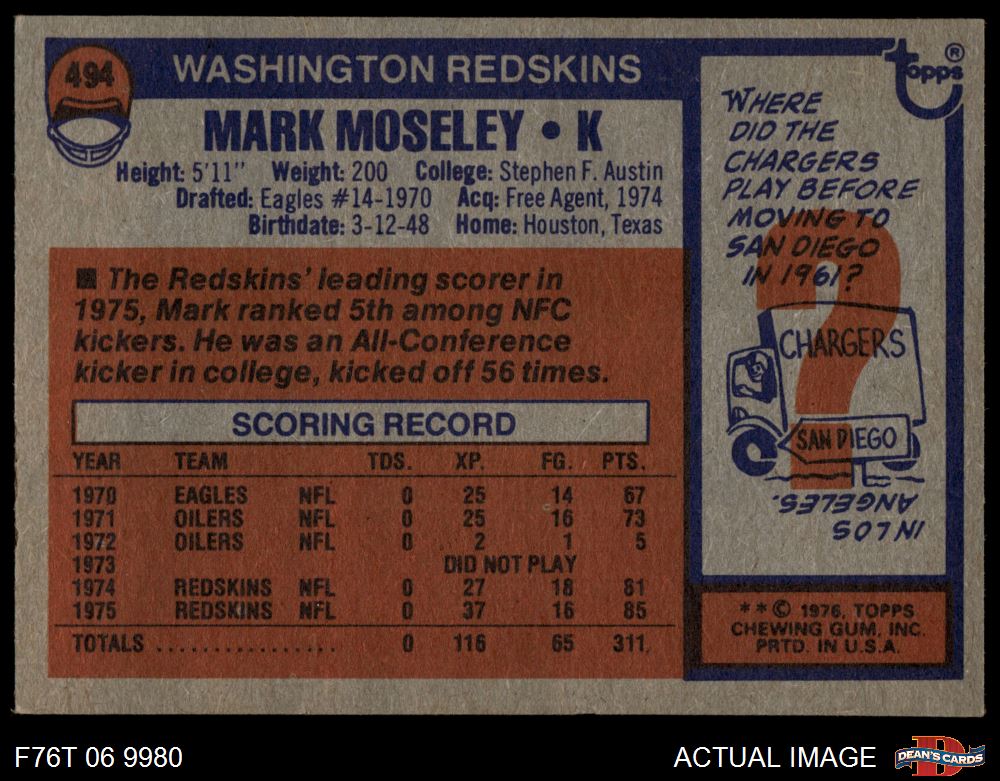 494
WASHINGTON REDSKINS
MARK MOSELEY • K
Height: 5'11" Weight: 200 College: Stephen F. Austin
Drafted: Eagles #14-1970 Acq: Free Agent, 1974
Birthdate: 3-12-48 Home: Houston, Texas
■ The Redskins' leading scorer in
1975, Mark ranked 5th among NFC
kickers. He was an All-Conference
kicker in college, kicked off 56 times.
SCORING RECORD
YEAR TEAM TDS. XP. FG. PTS.
1970 EAGLES NFL 0 25 14 67
1971 OILERS NFL 0 25 16 73
1972 OILERS NFL 0 2 1 5
1973 DID NOT PLAY
1974 REDSKINS NFL 0 27 18 81
1975 REDSKINS NFL 0 37 16 85
TOTALS ................. 0 116 65 311.
Topps ®
WHERE
DID THE
CHARGERS
PLAY BEFORE
MOVING TO
SAN DIEGO
IN 1961?
?
CHARGERS
SAN DIEGO
IN LOS
ANGELES.
* * © 1976, TOPPS
CHEWING GUM, INC.
PRTD. IN U.S.A.
F76T 06 9980
ACTUAL IMAGE
D
DEAN'S CARDS